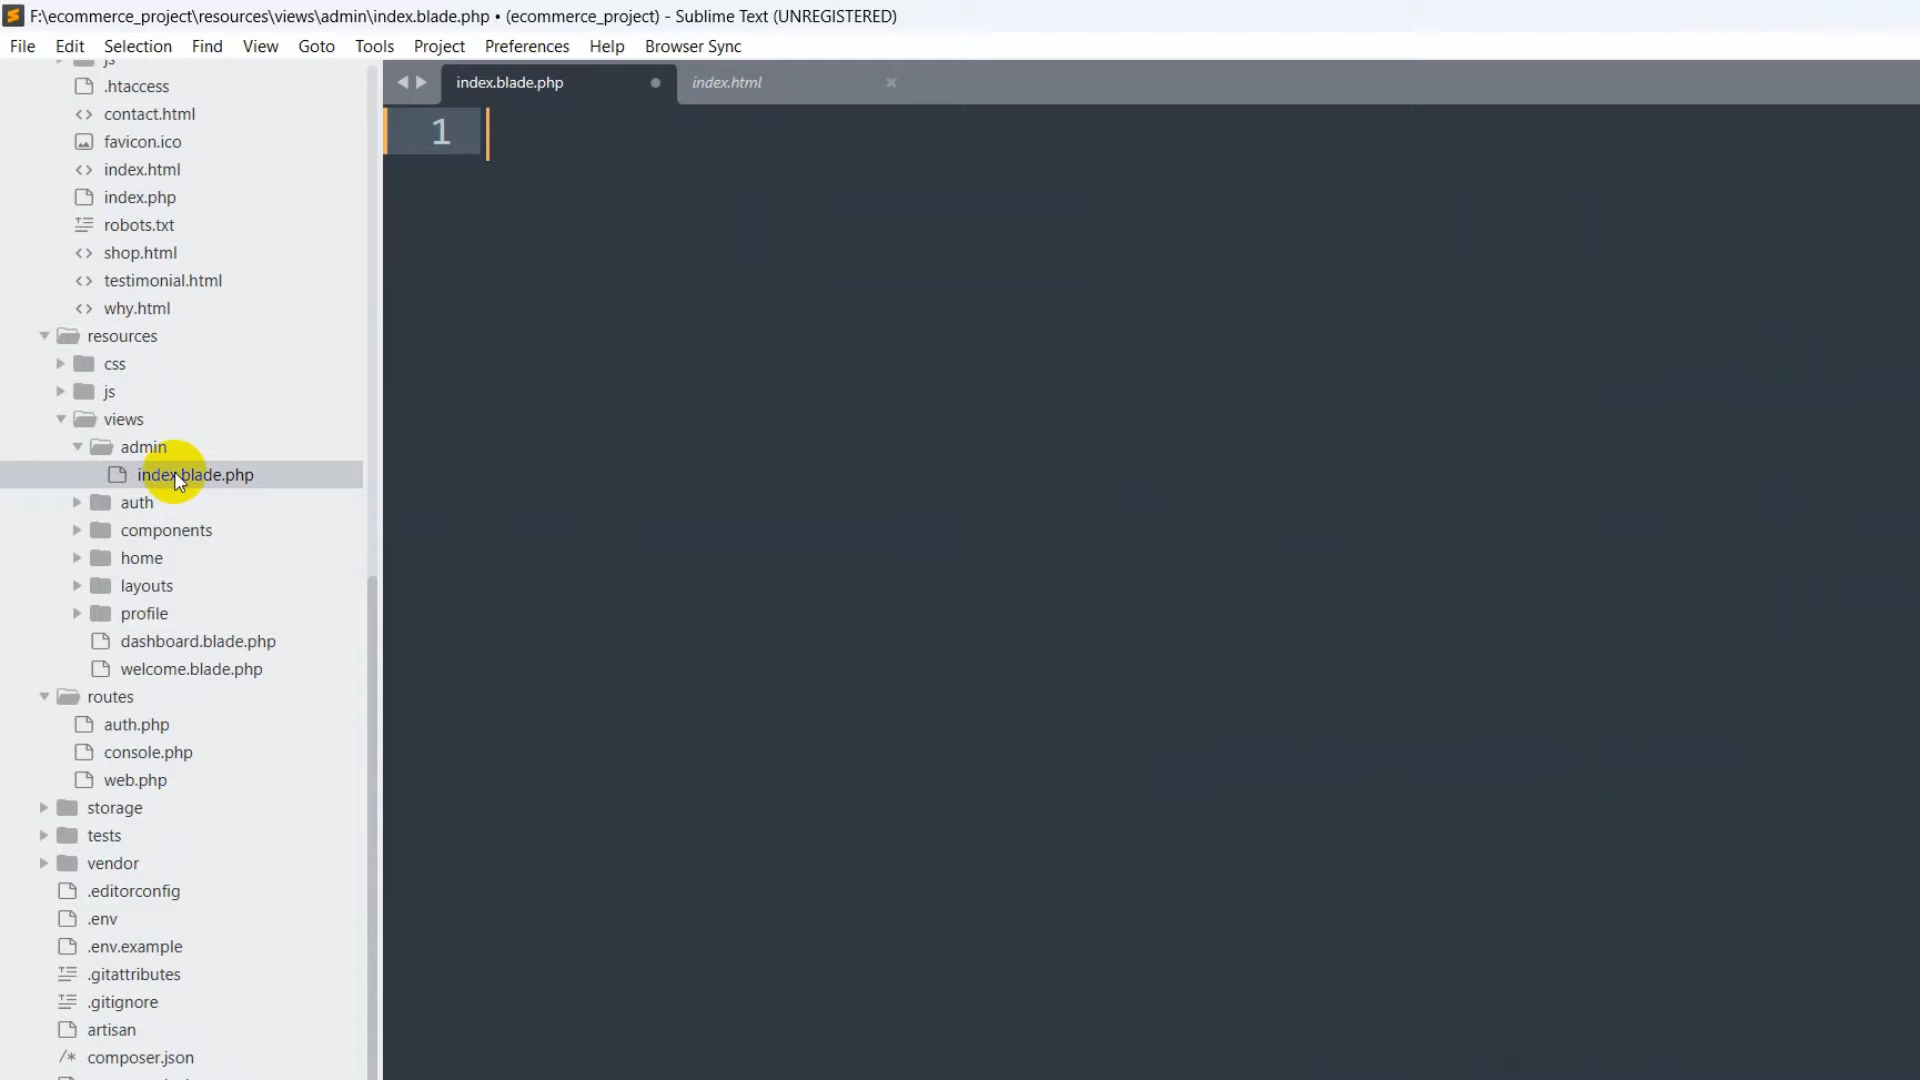 F:\ecommerce_project\resources\views\admin\index.blade.php • (ecommerce_project) - Sublime Text (UNREGISTERED)
File Edit Selection Find View Goto Tools Project Preferences Help Browser Sync
js
.htaccess
contact.html
favicon.ico
index.html
index.php
robots.txt
shop.html
testimonial.html
why.html
resources
css
js
views
admin
index.blade.php
auth
components
home
layouts
profile
dashboard.blade.php
welcome.blade.php
routes
auth.php
console.php
web.php
storage
tests
vendor
.editorconfig
.env
.env.example
.gitattributes
.gitignore
artisan
/* composer.json
index.blade.php
index.html
1